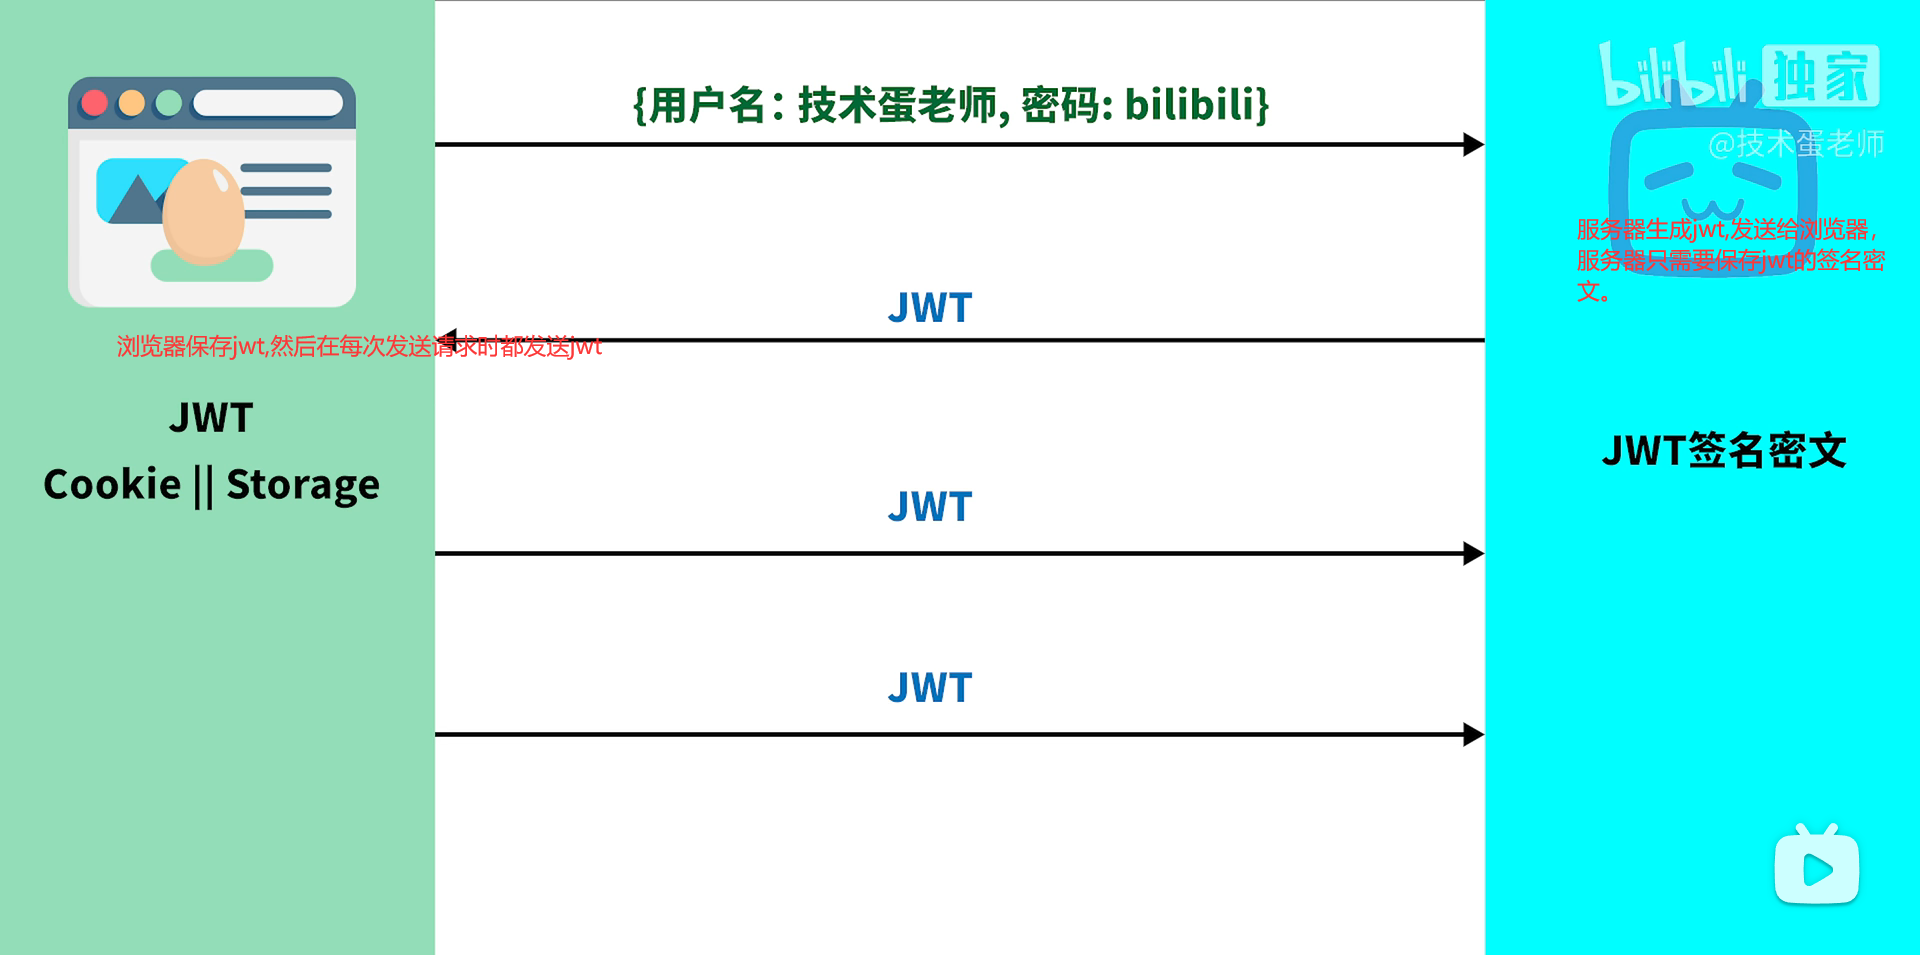 bilibili 独家
{用户名：技术蛋老师, 密码: bilibili}
@技术蛋老师
服务器生成jwt,发送给浏览器，
服务器只需要保存jwt的签名密
文。
JWT
浏览器保存jwt,然后在每次发送请求时都发送jwt
JWT
Cookie || Storage
JWT签名密文
JWT
JWT